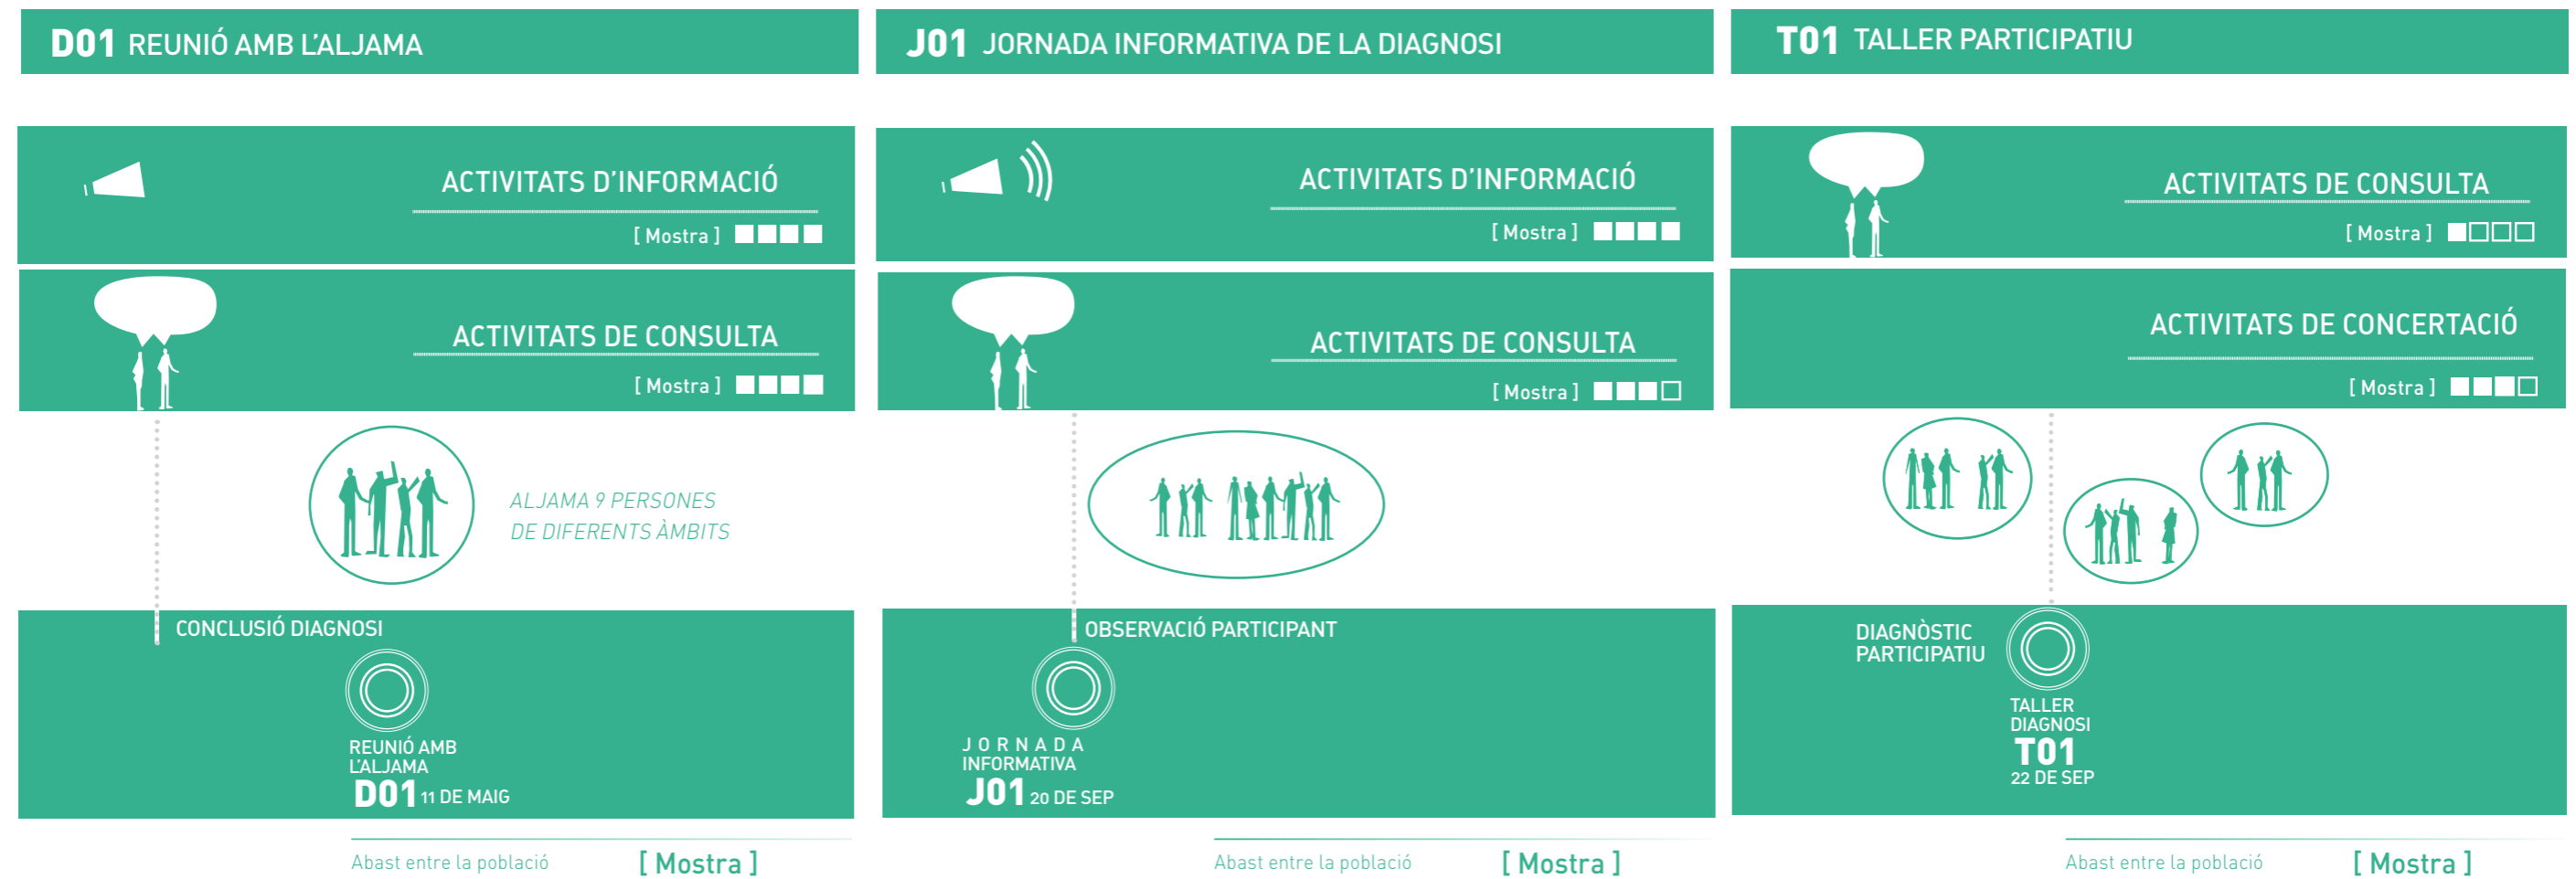 D01 REUNIÓ AMB L'ALJAMA
ACTIVITATS D'INFORMACIÓ
[ Mostra ]
ACTIVITATS DE CONSULTA
[ Mostra ]
ALJAMA 9 PERSONES
DE DIFERENTS ÀMBITS
CONCLUSIÓ DIAGNOSI
REUNIÓ AMB
L'ALJAMA
D01 11 DE MAIG
Abast entre la població [ Mostra ]
J01 JORNADA INFORMATIVA DE LA DIAGNOSI
ACTIVITATS D'INFORMACIÓ
[ Mostra ]
ACTIVITATS DE CONSULTA
[ Mostra ]
OBSERVACIÓ PARTICIPANT
JORNADA
INFORMATIVA
J01 20 DE SEP
Abast entre la població [ Mostra ]
T01 TALLER PARTICIPATIU
ACTIVITATS DE CONSULTA
[ Mostra ]
ACTIVITATS DE CONCERTACIÓ
[ Mostra ]
DIAGNÒSTIC
PARTICIPATIU
TALLER
DIAGNOSI
T01
22 DE SEP
Abast entre la població [ Mostra ]